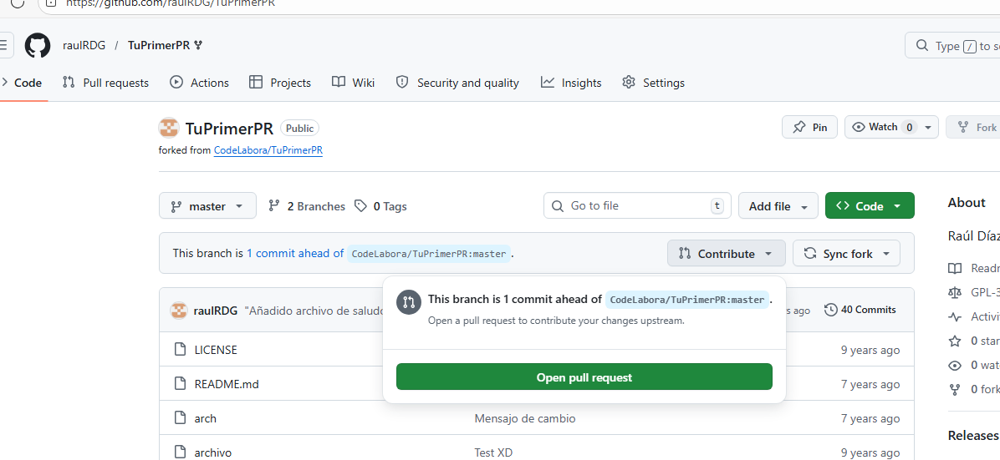 https://github.com/raulRDG/TuPrimerPR
raulRDG / TuPrimerPR
Type / to
Code Pull requests Actions Projects Wiki Security and quality Insights Settings
TuPrimerPR Public
Pin Watch 0 Fork
forked from CodeLabora/TuPrimerPR
master 2 Branches 0 Tags Go to file t Add file Code
About
This branch is 1 commit ahead of CodeLabora/TuPrimerPR:master . Contribute Sync fork
Raúl Díaz
This branch is 1 commit ahead of CodeLabora/TuPrimerPR:master .
Open a pull request to contribute your changes upstream.
Open pull request
raulRDG "Añadido archivo de saludo ago 40 Commits
LICENSE 9 years ago
README.md 7 years ago
arch Mensajo de cambio 7 years ago
archivo Test XD 9 years ago
Readm
GPL-3
Activi
0 star
0 wat
0 fork
Releases